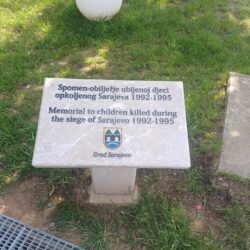 Spomen-obilježje ubijenoj djeci
opkoljenog Sarajeva 1992-1995
Memorial to children killed during
the siege of Sarajevo 1992-1995
Grad Sarajevo